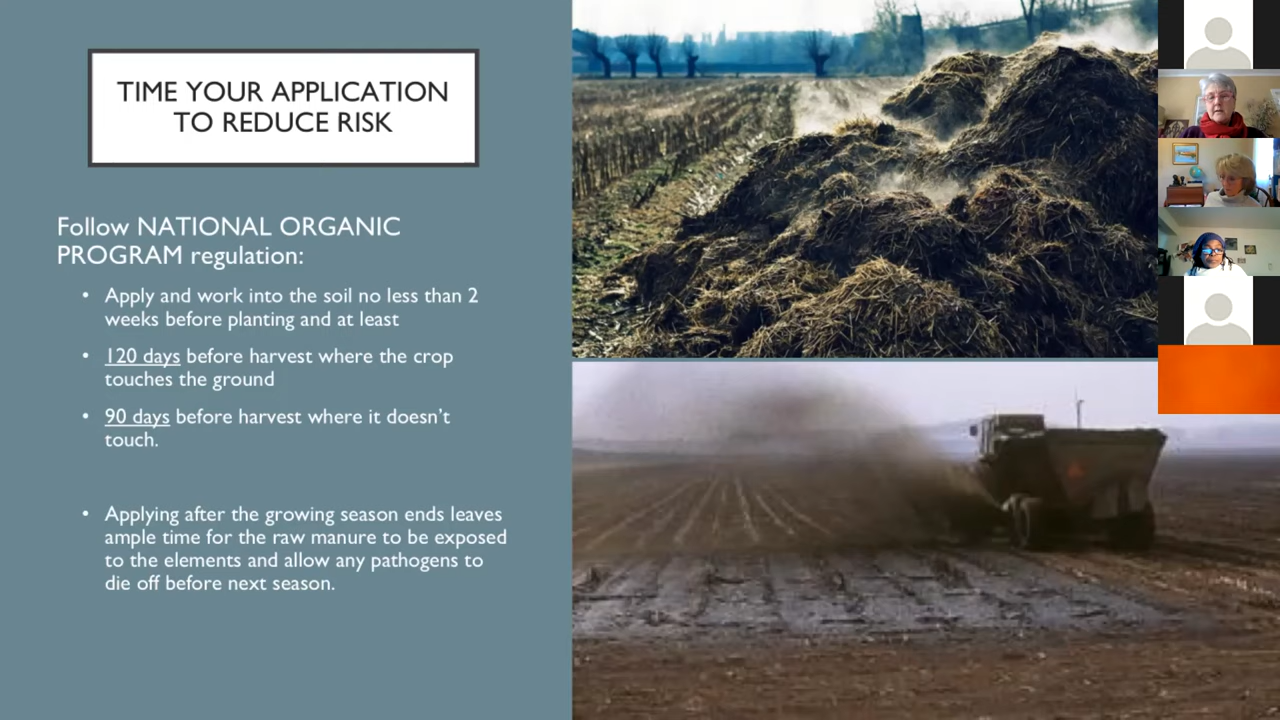 TIME YOUR APPLICATION
TO REDUCE RISK
Follow NATIONAL ORGANIC
PROGRAM regulation:
• Apply and work into the soil no less than 2
weeks before planting and at least
• 120 days before harvest where the crop
touches the ground
• 90 days before harvest where it doesn't
touch.
• Applying after the growing season ends leaves
ample time for the raw manure to be exposed
to the elements and allow any pathogens to
die off before next season.